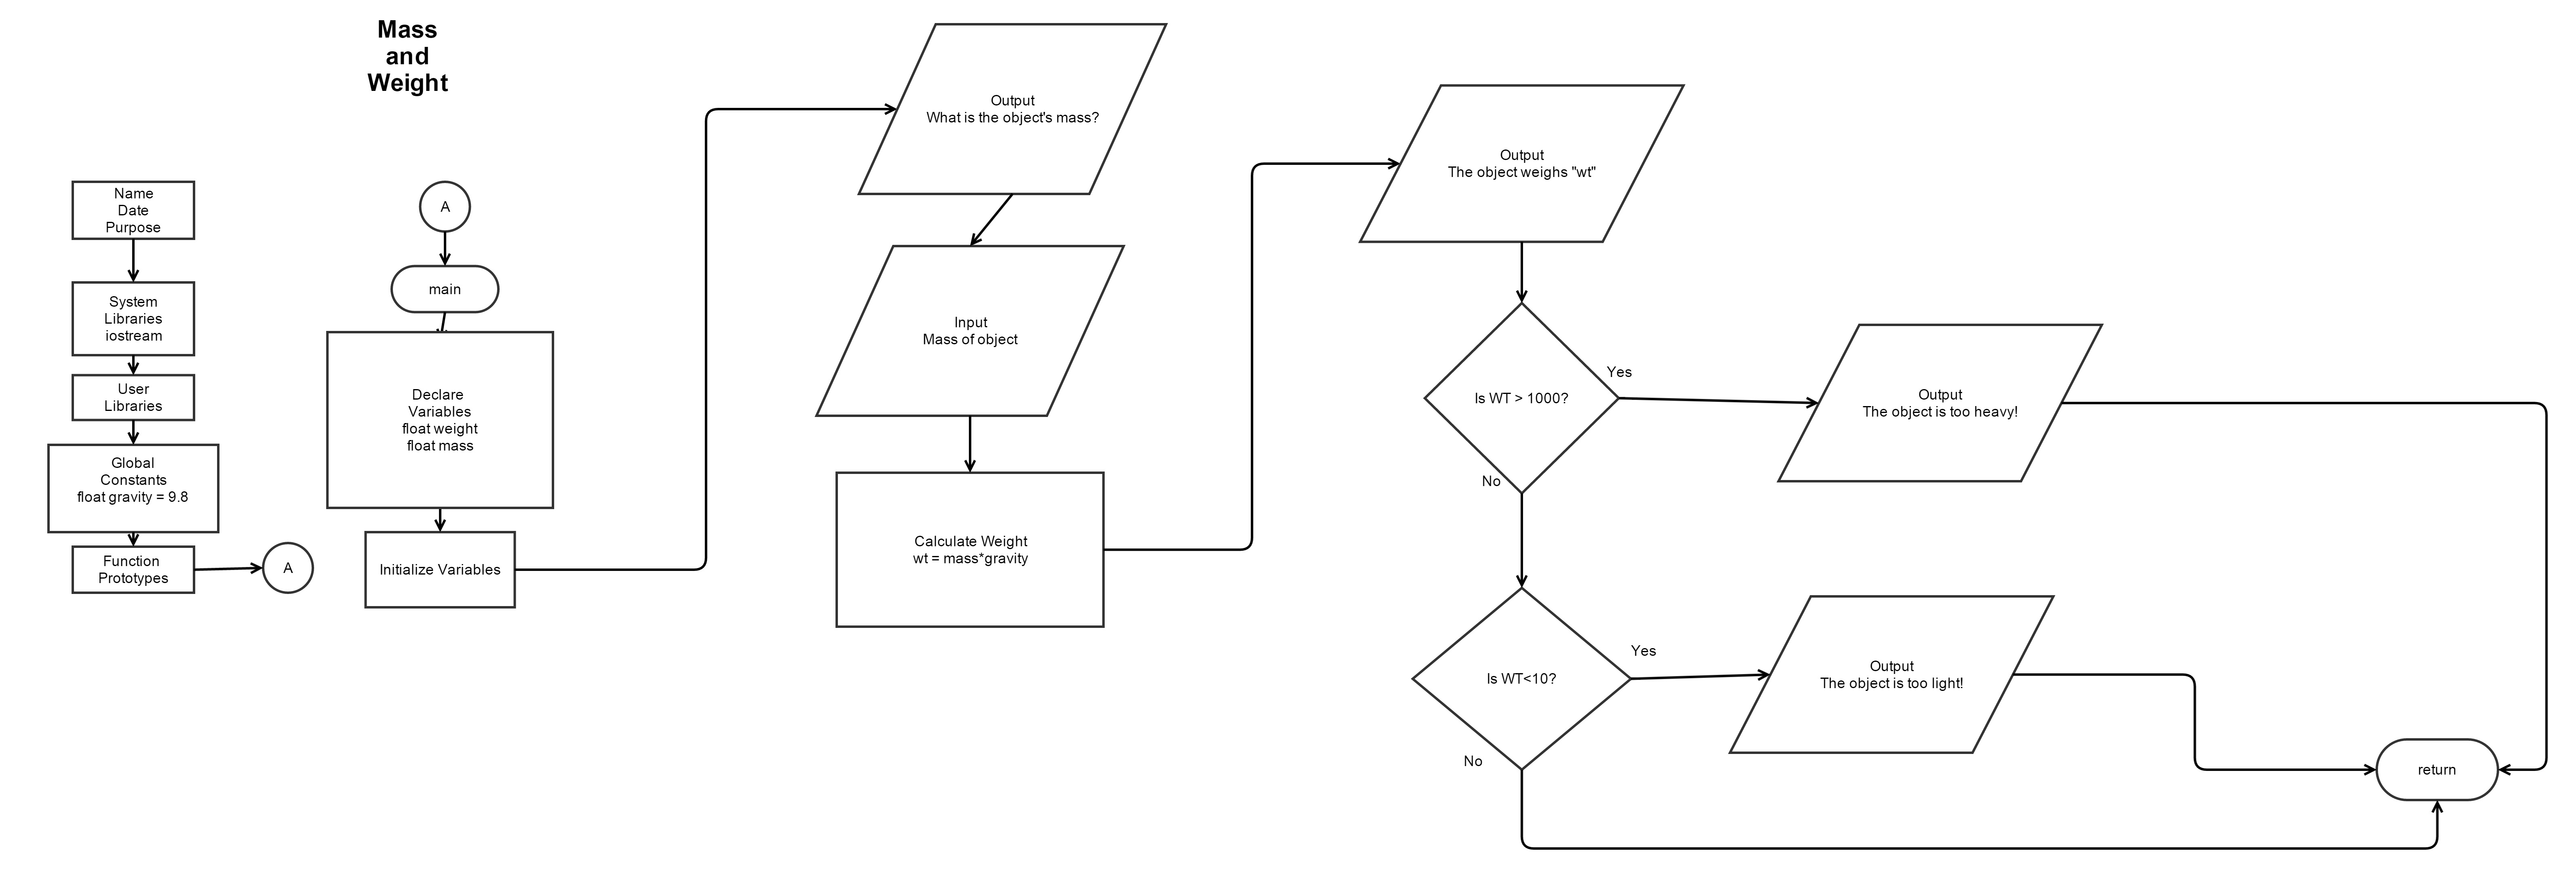 Mass
and
Weight
Name
Date
Purpose
System
Libraries
iostream
User
Libraries
Global
Constants
float gravity = 9.8
Function
Prototypes
A
A
main
Declare
Variables
float weight
float mass
Initialize Variables
Output
What is the object's mass?
Input
Mass of object
Calculate Weight
wt = mass*gravity
Output
The object weighs "wt"
Is WT > 1000?
Yes
No
Output
The object is too heavy!
Is WT<10?
Yes
No
Output
The object is too light!
return